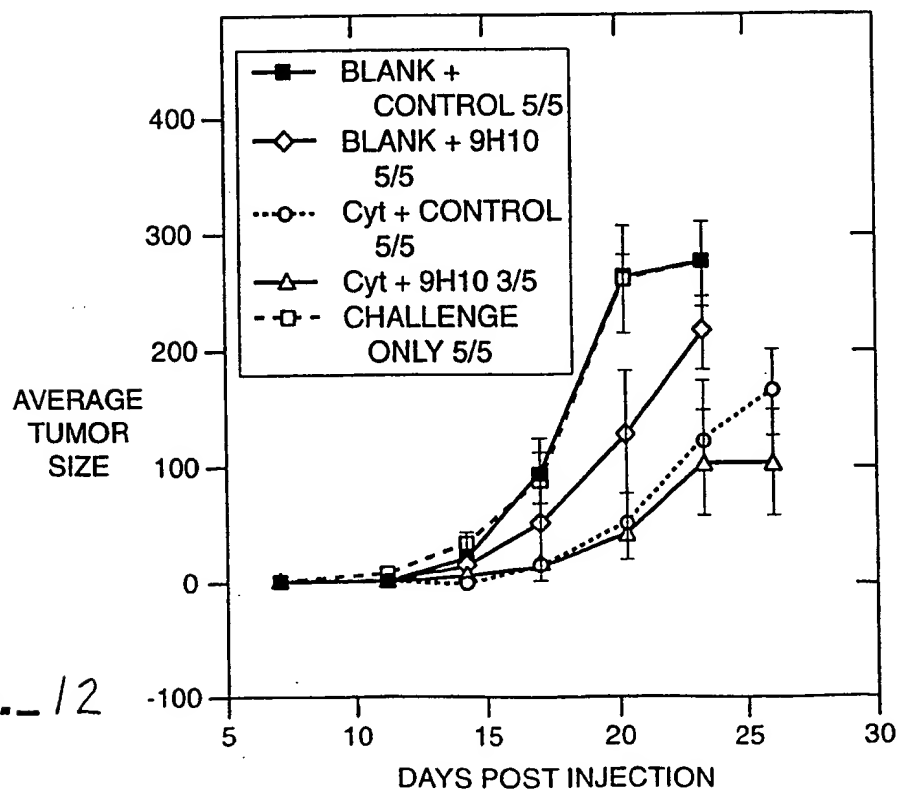 BLANK +
CONTROL 5/5
BLANK + 9H10
5/5
Cyt + CONTROL
5/5
Cyt + 9H10 3/5
CHALLENGE
ONLY 5/5
400
300
200
100
0
-100
AVERAGE
TUMOR
SIZE
5 10 15 20 25 30
DAYS POST INJECTION
12